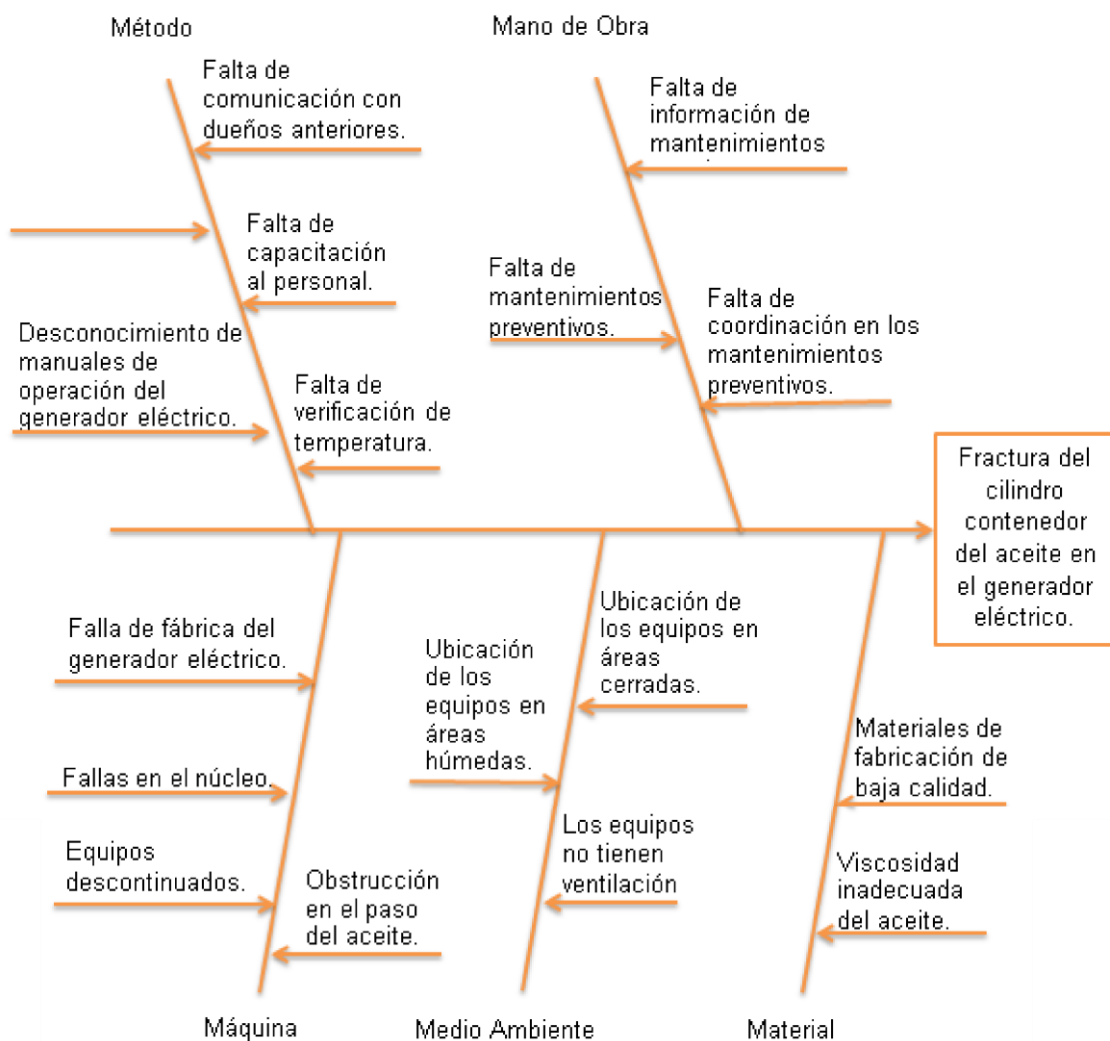 Método
Mano de Obra
Falta de
comunicación con
dueños anteriores.
Falta de
capacitación
al personal.
Desconocimiento de
manuales de
operación del
generador eléctrico.
Falta de
verificación de
temperatura.
Falta de
información de
mantenimientos
Falta de
mantenimientos
preventivos.
Falta de
coordinación en los
mantenimientos
preventivos.
Fractura del
cilindro
contenedor
del aceite en
el generador
eléctrico.
Falla de fábrica del
generador eléctrico.
Fallas en el núcleo.
Equipos
descontinuados.
Obstrucción
en el paso
del aceite.
Ubicación
de los
equipos en
áreas
húmedas.
Ubicación de
los equipos en
áreas
cerradas.
Los equipos
no tienen
ventilación
Materiales de
fabricación de
baja calidad.
Viscosidad
inadecuada
del aceite.
Máquina
Medio Ambiente
Material